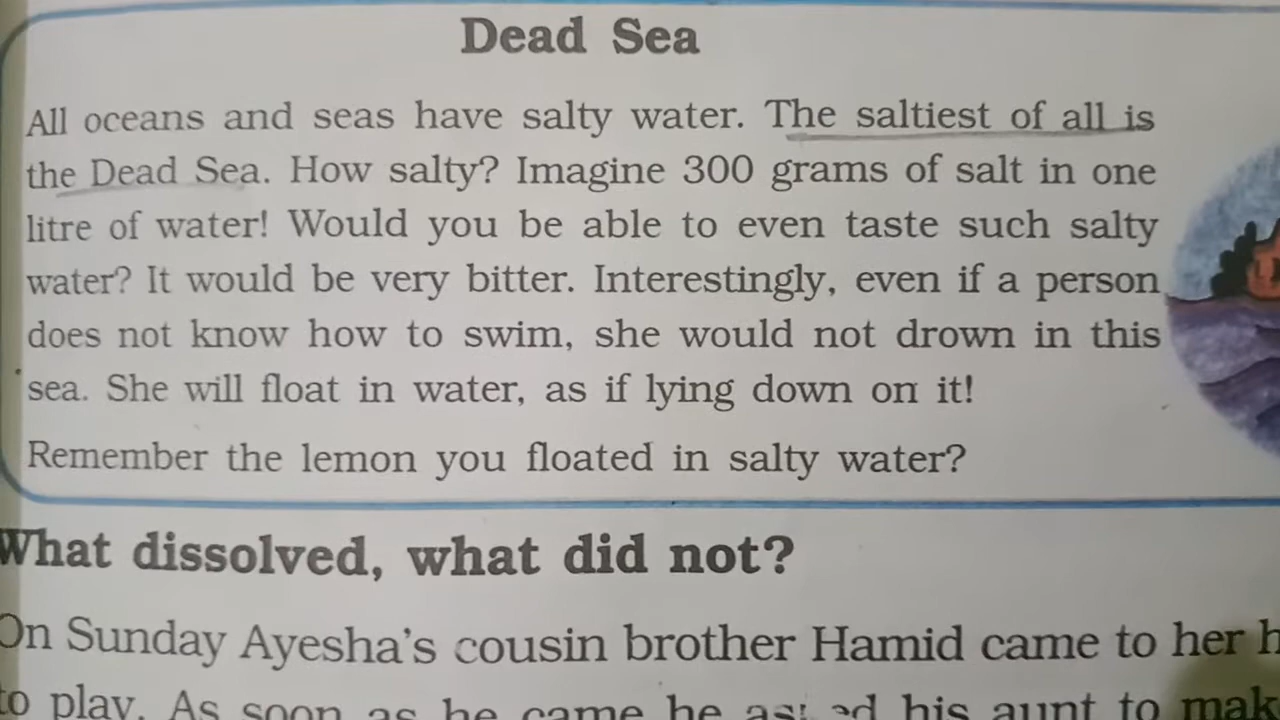 Dead Sea
All oceans and seas have salty water. The saltiest of all is
the Dead Sea. How salty? Imagine 300 grams of salt in one
litre of water! Would you be able to even taste such salty
water? It would be very bitter. Interestingly, even if a person
does not know how to swim, she would not drown in this
sea. She will float in water, as if lying down on it!
Remember the lemon you floated in salty water?
What dissolved, what did not?
On Sunday Ayesha's cousin brother Hamid came to her
to play. As soon as he came he his aunt to